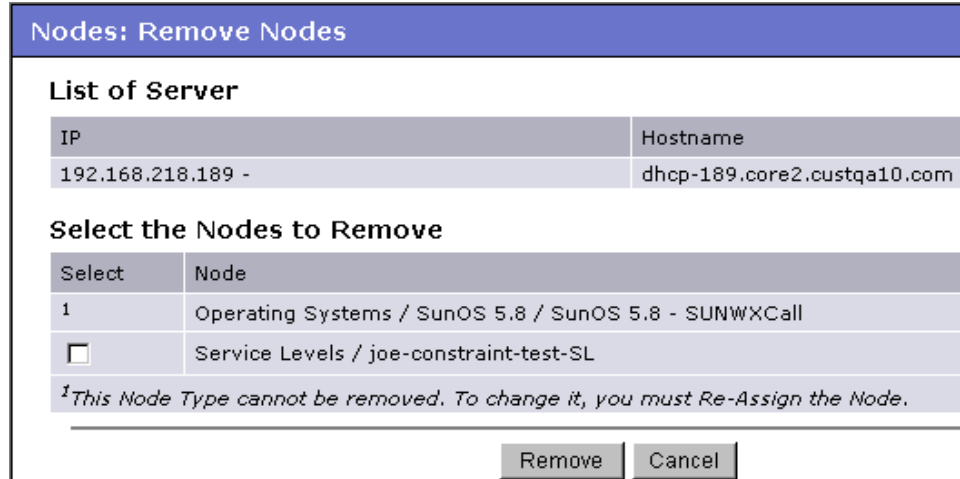 Nodes: Remove Nodes
List of Server
IP Hostname
192.168.218.189 - dhcp-189.core2.custqa10.com
Select the Nodes to Remove
Select Node
1 Operating Systems / SunOS 5.8 / SunOS 5.8 - SUNWXCall
Service Levels / joe-constraint-test-SL
1This Node Type cannot be removed. To change it, you must Re-Assign the Node.
Remove Cancel